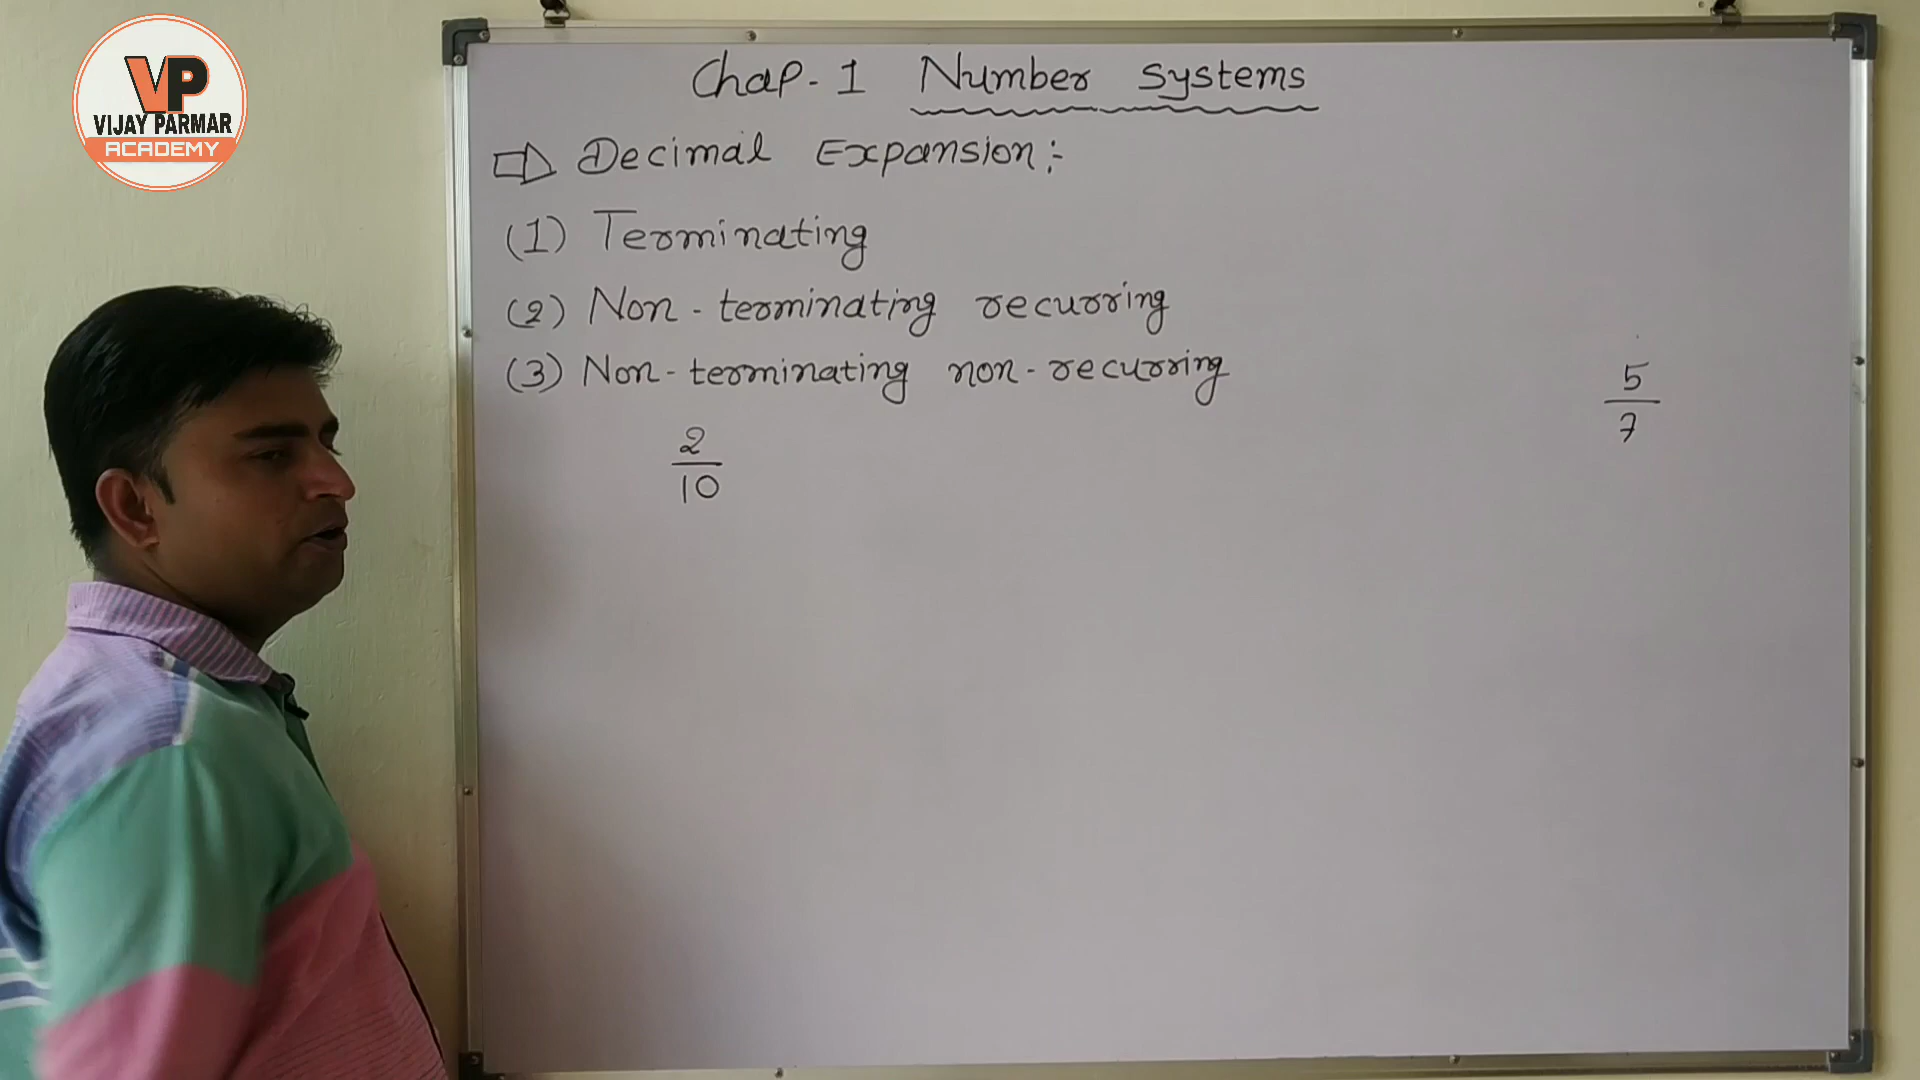 VP
VIJAY PARMAR
ACADEMY
Chap-1 Number Systems
Decimal Expansion:-
(1) Terminating
(2) Non-terminating recurring
(3) Non-terminating non-recurring
2/10
5/7